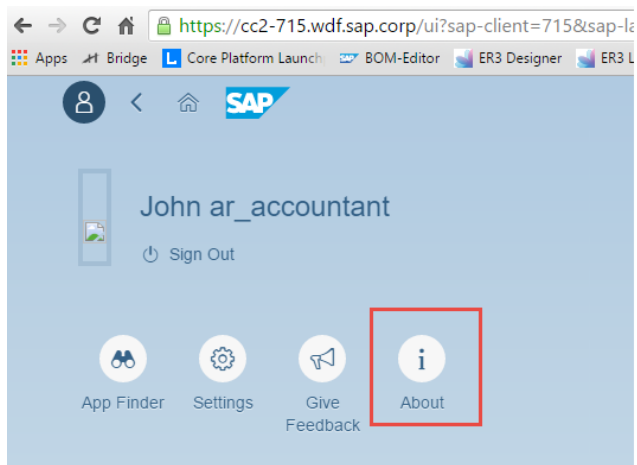 https://cc2-715.wdf.sap.corp/ui?sap-client=715&sap-la
Apps Bridge L Core Platform Launch BOM-Editor ER3 Designer ER3 L
SAP
John ar_accountant
Sign Out
App Finder Settings Give Feedback About